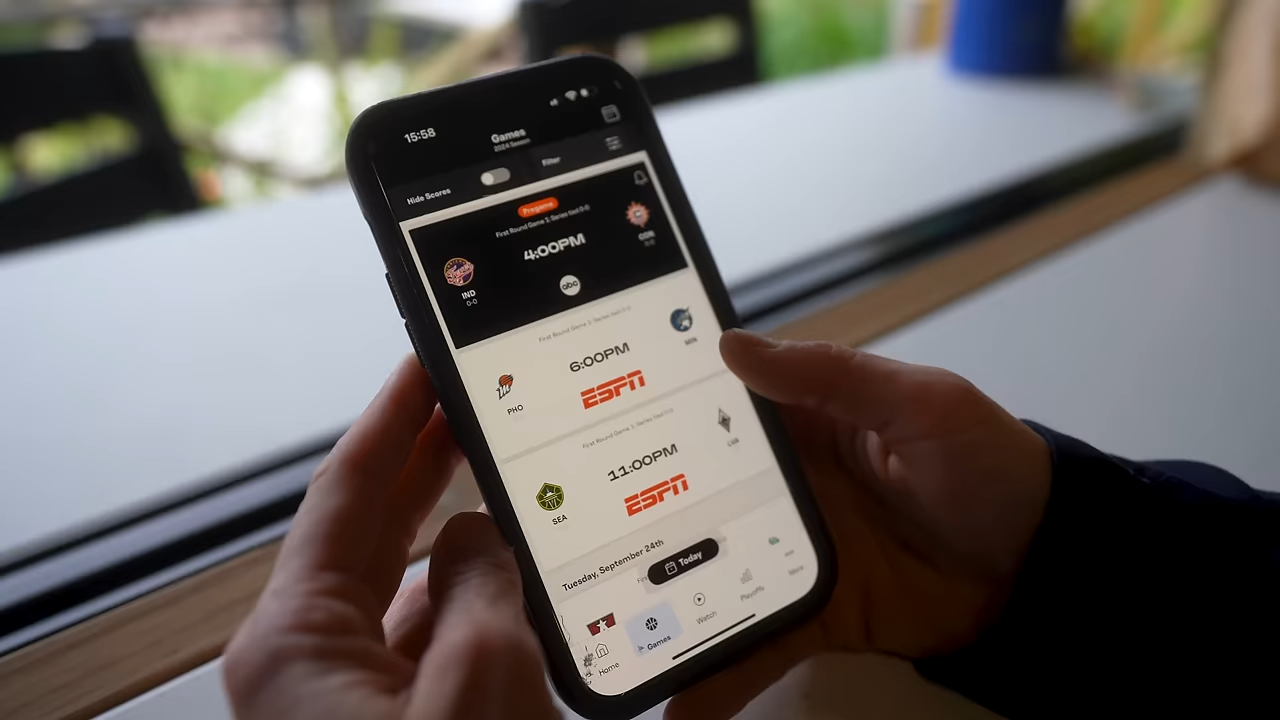 15:58
Games
2024 Season
Hide Scores
Filter
Pregame
First Round Game 1: Series tied 0-0
4:00PM
IND
0-0
CON
0-0
abc
First Round Game 1: Series tied 0-0
6:00PM
ESPN
PHO
MIN
First Round Game 1: Series tied 0-0
11:00PM
ESPN
SEA
Tuesday, September 24th
Today
Home
Games
Watch
Playoffs
More